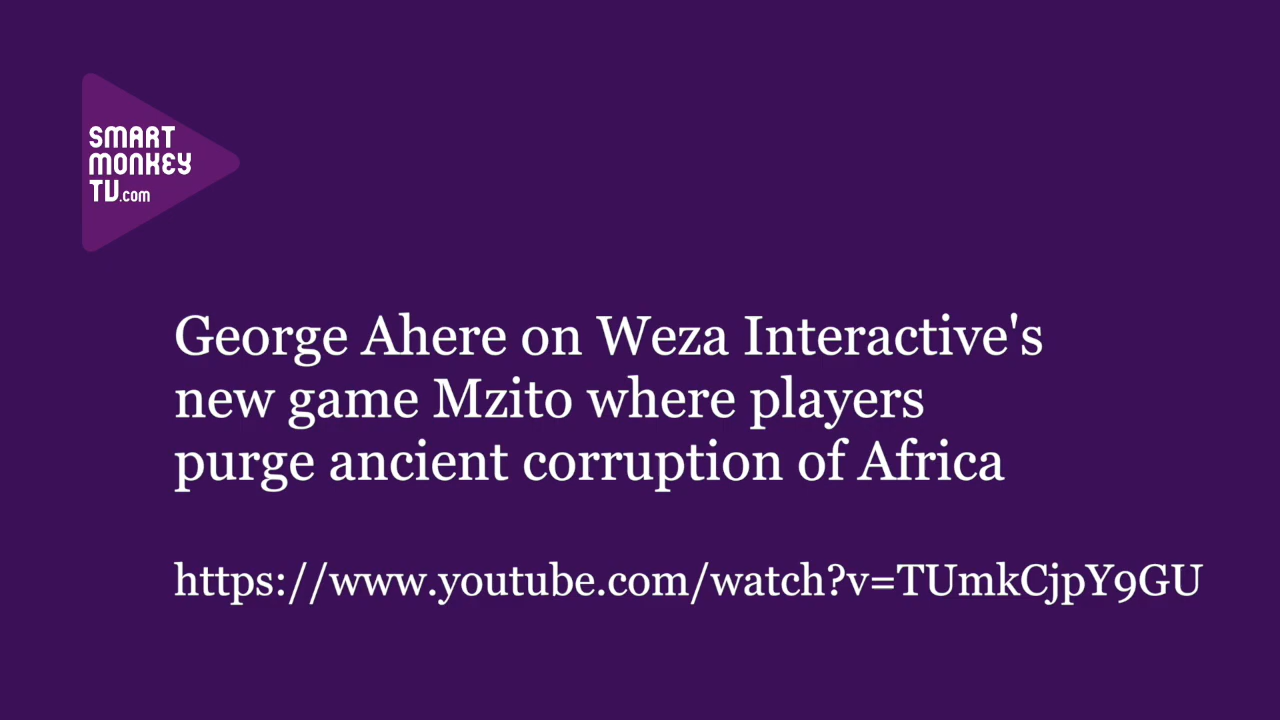 SMART
MONKEY
TV.com
George Ahere on Weza Interactive's
new game Mzito where players
purge ancient corruption of Africa
https://www.youtube.com/watch?v=TUmkCjpY9GU